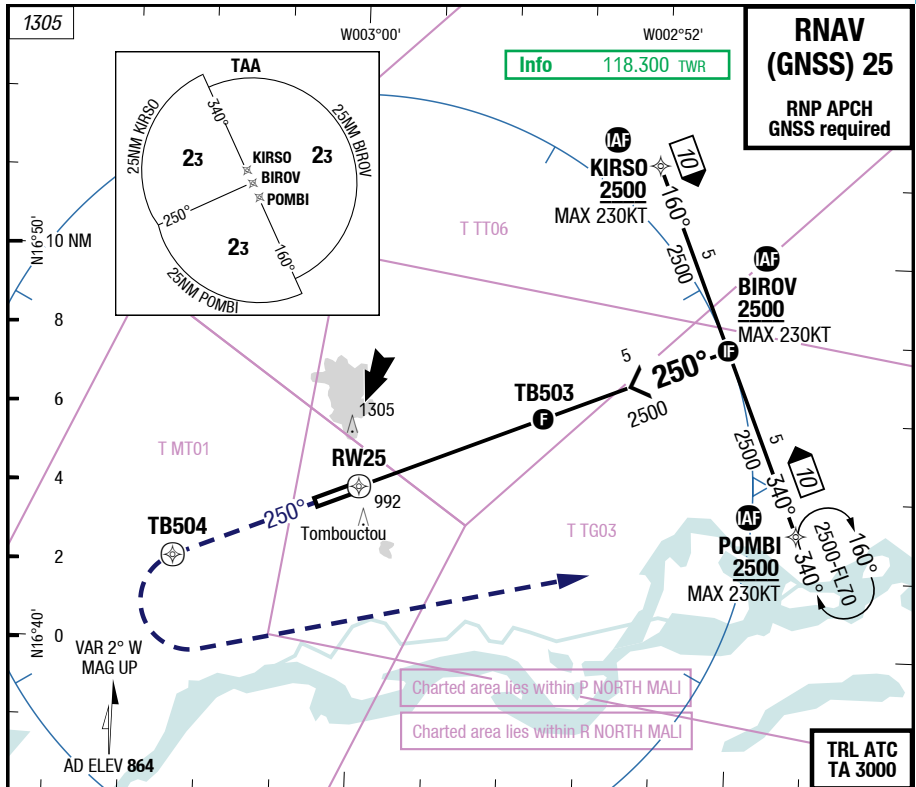 1305
W003°00'
W002°52'
RNAV
(GNSS) 25
RNP APCH
GNSS required
Info 118.300 TWR
TAA
25NM KIRSO
25NM BIROV
25NM POMBI
340°
23
23
KIRSO
BIROV
POMBI
250°
23
160°
IAF
KIRSO
2500
MAX 230KT
10
160°
5
2500
T TT06
N16°50'
10 NM
IAF
BIROV
2500
MAX 230KT
IF
8
5
250°
2500
6
TB503
F
1305
T MT01
RW25
4
992
250°
Tombouctou
TB504
T TG03
2500
5
10
340°
IAF
POMBI
2500
MAX 230KT
160°
2500-FL70
340°
2
N16°40'
0
VAR 2° W
MAG UP
Charted area lies within P NORTH MALI
Charted area lies within R NORTH MALI
AD ELEV 864
TRL ATC
TA 3000